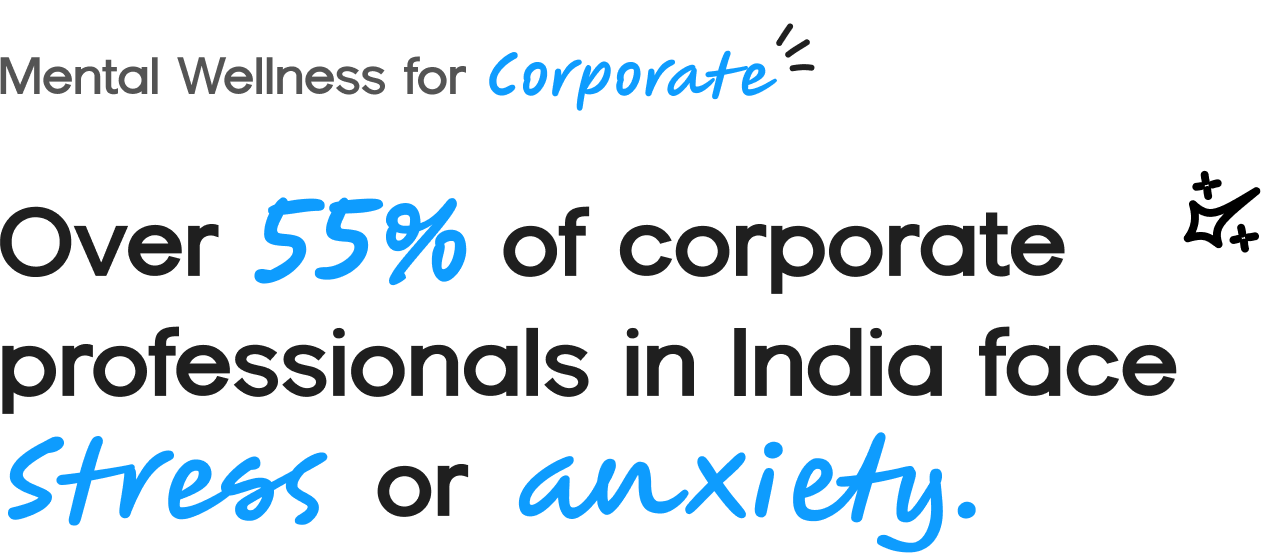 Mental Wellness for Corporate
Over 55% of corporate
professionals in India face
Stress or anxiety.